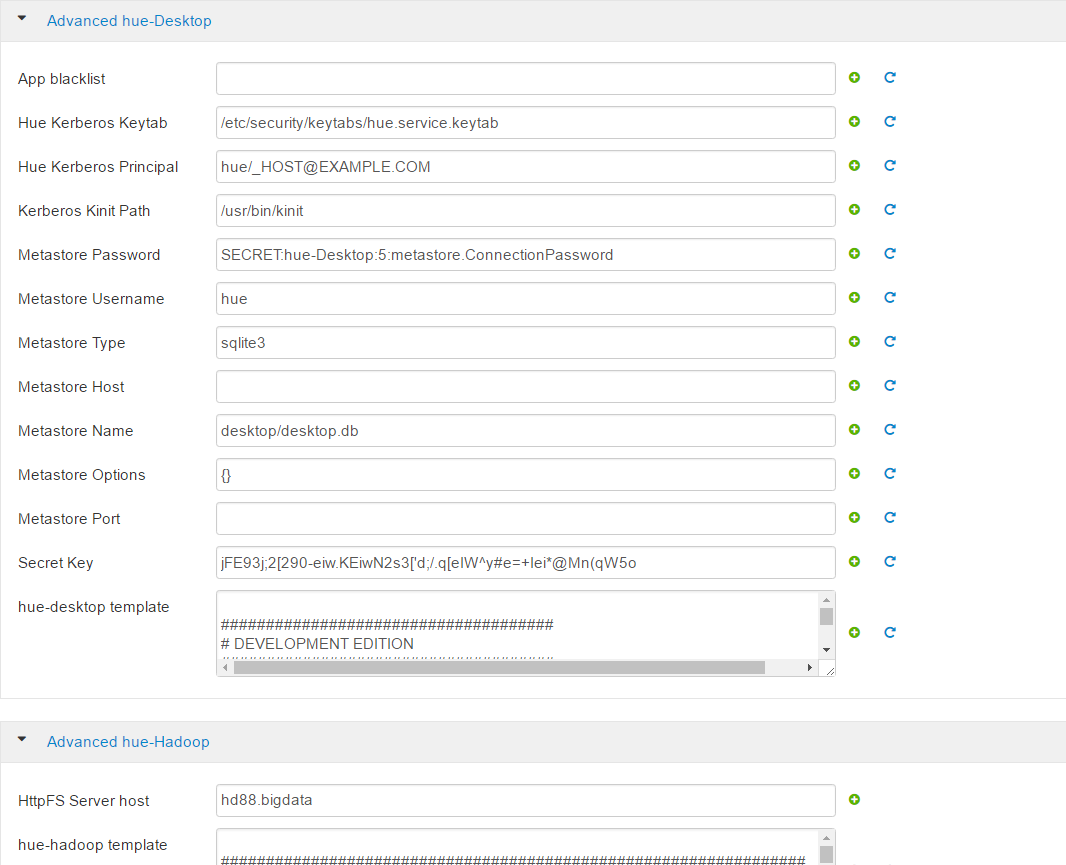 Advanced hue-Desktop
App blacklist
Hue Kerberos Keytab /etc/security/keytabs/hue.service.keytab
Hue Kerberos Principal hue/_HOST@EXAMPLE.COM
Kerberos Kinit Path /usr/bin/kinit
Metastore Password SECRET:hue-Desktop:5:metastore.ConnectionPassword
Metastore Username hue
Metastore Type sqlite3
Metastore Host
Metastore Name desktop/desktop.db
Metastore Options {}
Metastore Port
Secret Key jFE93j;2[290-eiw.KEiwN2s3['d;/.q[eIW^y#e=+Iei*@Mn(qW5o
hue-desktop template
####################################
# DEVELOPMENT EDITION
Advanced hue-Hadoop
HttpFS Server host hd88.bigdata
hue-hadoop template